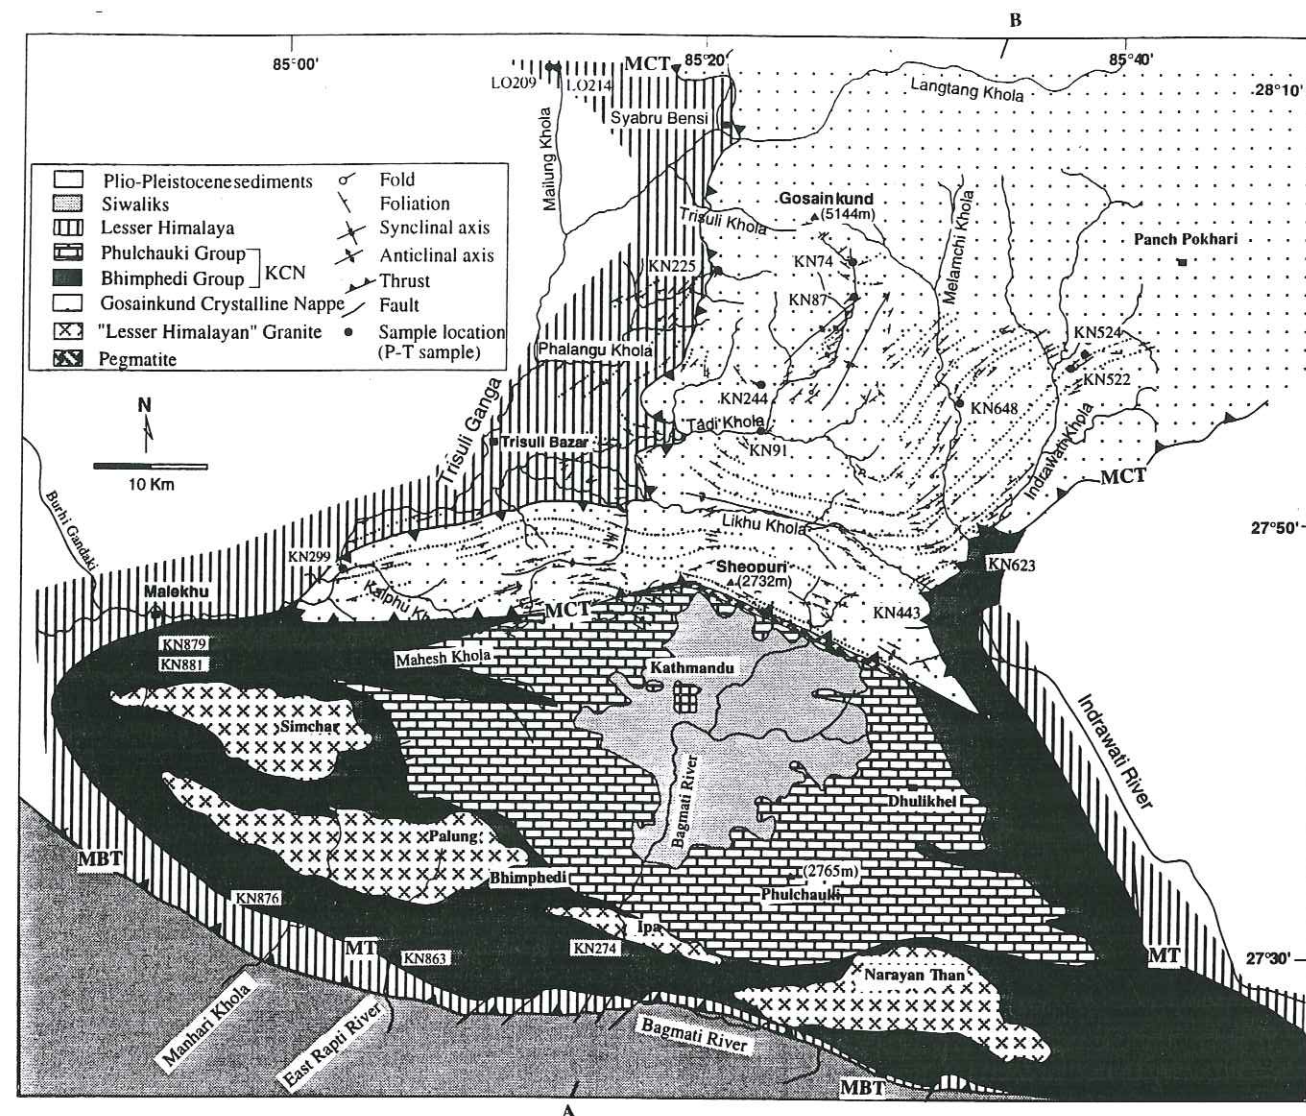 B
85°00'
85°20'
85°40'
MCT
LO209
LO214
Langtang Khola
28°10'
Syabru Bensi
Mailung Khola
Plio-Pleistocenesediments
Siwaliks
Lesser Himalaya
Phulchauki Group
Bhimphedi Group
KCN
Gosainkund Crystalline Nappe
"Lesser Himalayan" Granite
Pegmatite
Fold
Foliation
Synclinal axis
Anticlinal axis
Thrust
Fault
Sample location
(P-T sample)
Gosainkund
(5144m)
Trisuli Khola
Melamchi Khola
Panch Pokhari
KN225
KN74
KN87
KN524
KN522
Phalangu Khola
KN244
KN648
Tadi Khola
KN91
Trisuli Ganga
Trisuli Bazar
Indrawati Khola
MCT
N
10 Km
Burhi Gandaki
Likhu Khola
27°50'
KN299
Sheopuri
(2732m)
KN623
Malekhu
Kalphu Kh
MCT
KN443
KN879
KN881
Mahesh Khola
Kathmandu
Simchar
Indrawati River
Bagmati River
Dhulikhel
Palung
MBT
Bhimphedi
(2765m)
Phulchauki
KN876
Ipa
MT
KN863
KN274
Narayan Than
MT
27°30'
Manhari Khola
East Rapti River
Bagmati River
MBT
A